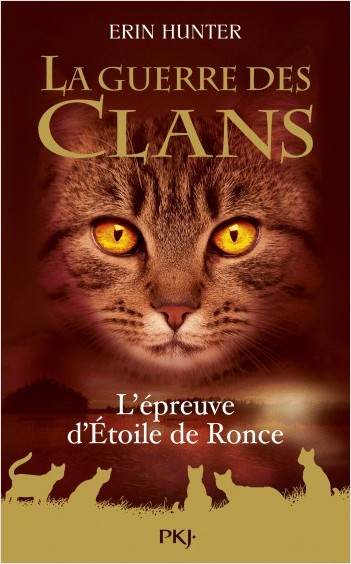 ERIN HUNTER
LA GUERRE DES
CLANS
L'épreuve
d'Étoile de Ronce
PKJ.